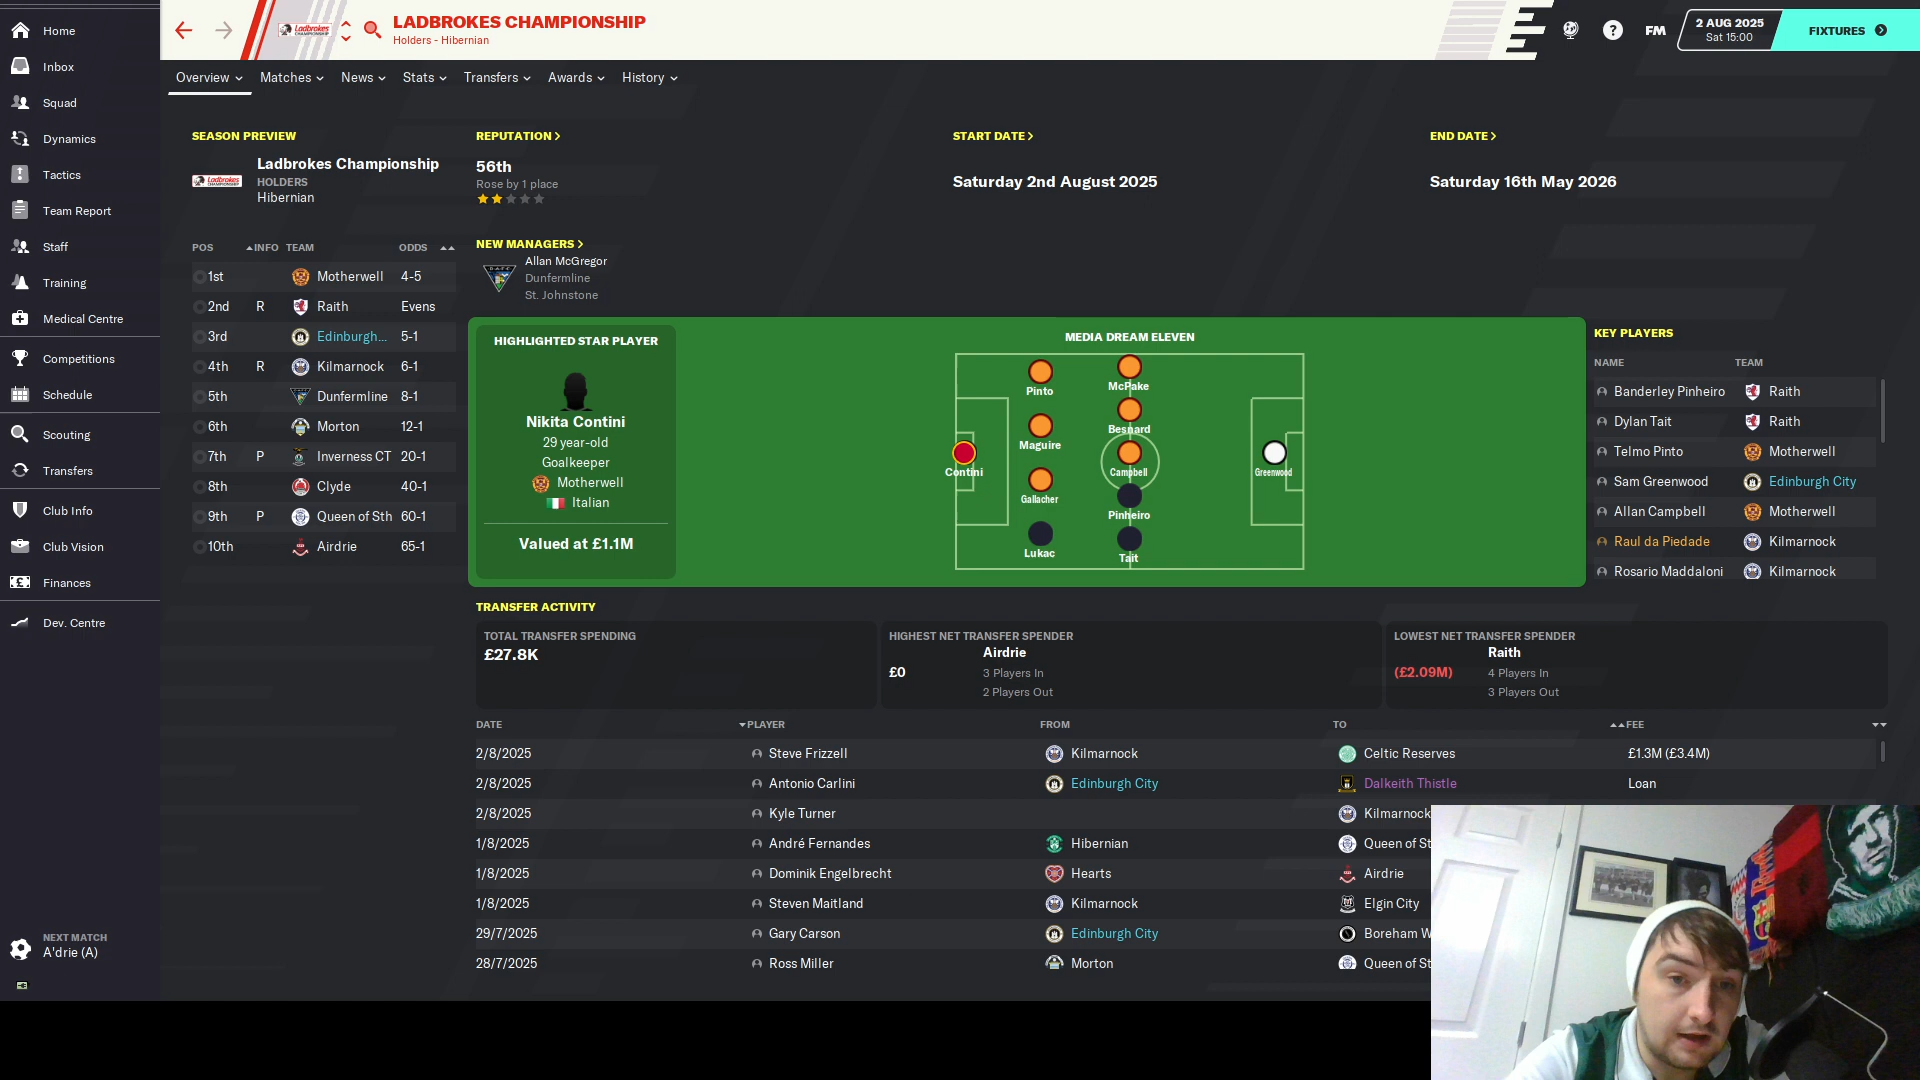 Home
Inbox
Squad
Dynamics
Tactics
Team Report
Staff
Training
Medical Centre
Competitions
Schedule
Scouting
Transfers
Club Info
Club Vision
Finances
Dev. Centre
NEXT MATCH
A'drie (A)
LADBROKES CHAMPIONSHIP
Holders - Hibernian
FM
2 AUG 2025
Sat 15:00
FIXTURES
Overview Matches News Stats Transfers Awards History
SEASON PREVIEW
Ladbrokes Championship
HOLDERS
Hibernian
REPUTATION
56th
Rose by 1 place
START DATE
Saturday 2nd August 2025
END DATE
Saturday 16th May 2026
POS INFO TEAM ODDS
1st Motherwell 4-5
2nd R Raith Evens
3rd Edinburgh... 5-1
4th R Kilmarnock 6-1
5th Dunfermline 8-1
6th Morton 12-1
7th P Inverness CT 20-1
8th Clyde 40-1
9th P Queen of Sth 60-1
10th Airdrie 65-1
NEW MANAGERS
Allan McGregor
Dunfermline
St. Johnstone
HIGHLIGHTED STAR PLAYER
Nikita Contini
29 year-old
Goalkeeper
Motherwell
Italian
Valued at £1.1M
MEDIA DREAM ELEVEN
Pinto
McPake
Maguire
Besnard
Contini
Campbell
Greenwood
Gallacher
Pinheiro
Lukac
Tait
KEY PLAYERS
NAME TEAM
Banderley Pinheiro Raith
Dylan Tait Raith
Telmo Pinto Motherwell
Sam Greenwood Edinburgh City
Allan Campbell Motherwell
Raul da Piedade Kilmarnock
Rosario Maddaloni Kilmarnock
TRANSFER ACTIVITY
TOTAL TRANSFER SPENDING
£27.8K
HIGHEST NET TRANSFER SPENDER
Airdrie
£0
3 Players In
2 Players Out
LOWEST NET TRANSFER SPENDER
Raith
(£2.09M)
4 Players In
3 Players Out
DATE PLAYER FROM TO FEE
2/8/2025 Steve Frizzell Kilmarnock Celtic Reserves £1.3M (£3.4M)
2/8/2025 Antonio Carlini Edinburgh City Dalkeith Thistle Loan
2/8/2025 Kyle Turner Kilmarnock
1/8/2025 André Fernandes Hibernian Queen of St
1/8/2025 Dominik Engelbrecht Hearts Airdrie
1/8/2025 Steven Maitland Kilmarnock Elgin City
29/7/2025 Gary Carson Edinburgh City Boreham W
28/7/2025 Ross Miller Morton Queen of St